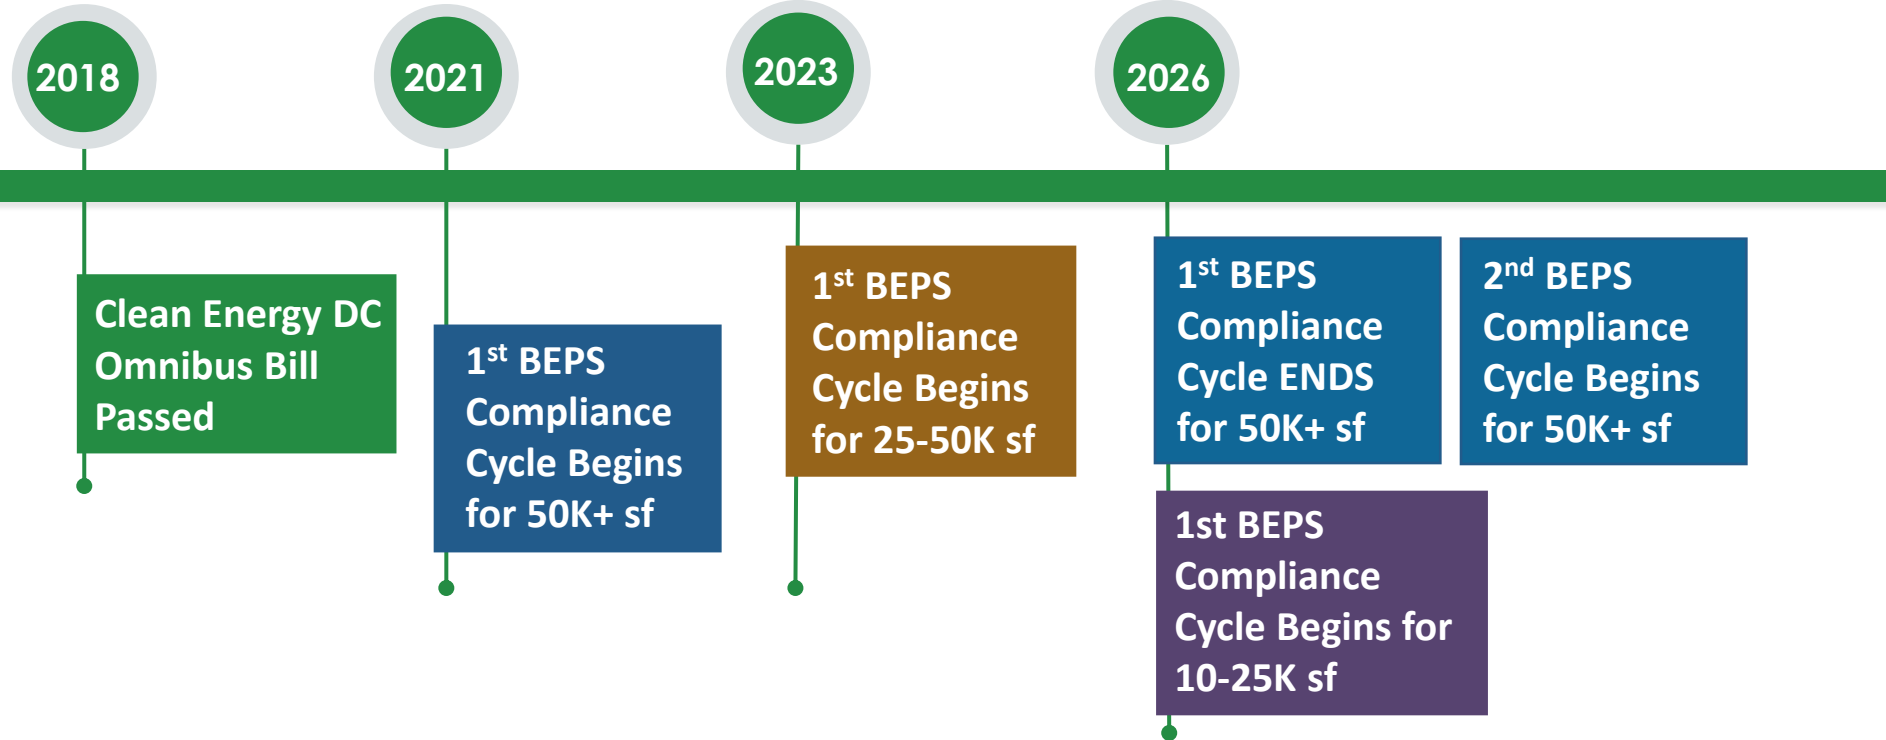 2018
2021
2023
2026
Clean Energy DC
Omnibus Bill
Passed
1st BEPS
Compliance
Cycle Begins
for 50K+ sf
1st BEPS
Compliance
Cycle Begins
for 25-50K sf
1st BEPS
Compliance
Cycle ENDS
for 50K+ sf
2nd BEPS
Compliance
Cycle Begins
for 50K+ sf
1st BEPS
Compliance
Cycle Begins for
10-25K sf